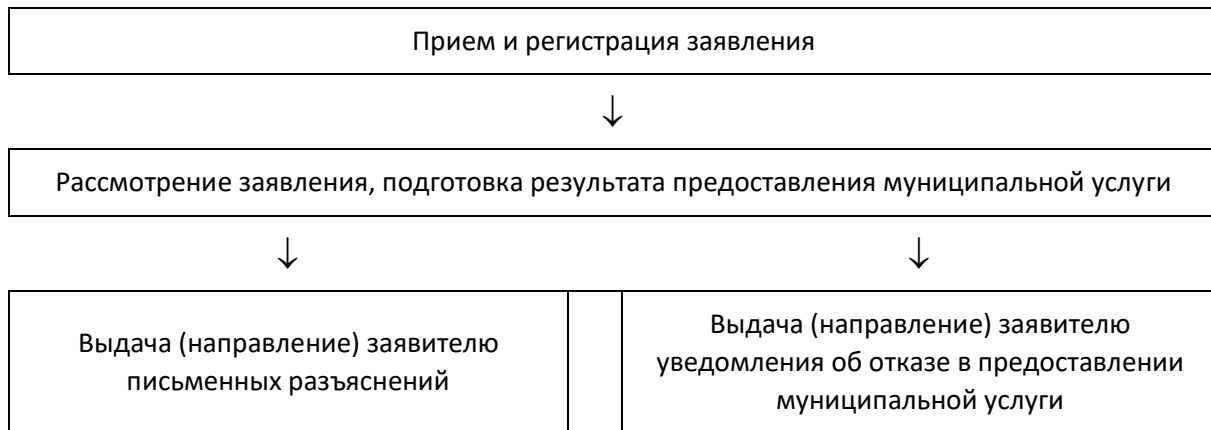 Прием и регистрация заявления
↓
Рассмотрение заявления, подготовка результата предоставления муниципальной услуги
↓ ↓
Выдача (направление) заявителю
письменных разъяснений
Выдача (направление) заявителю
уведомления об отказе в предоставлении
муниципальной услуги